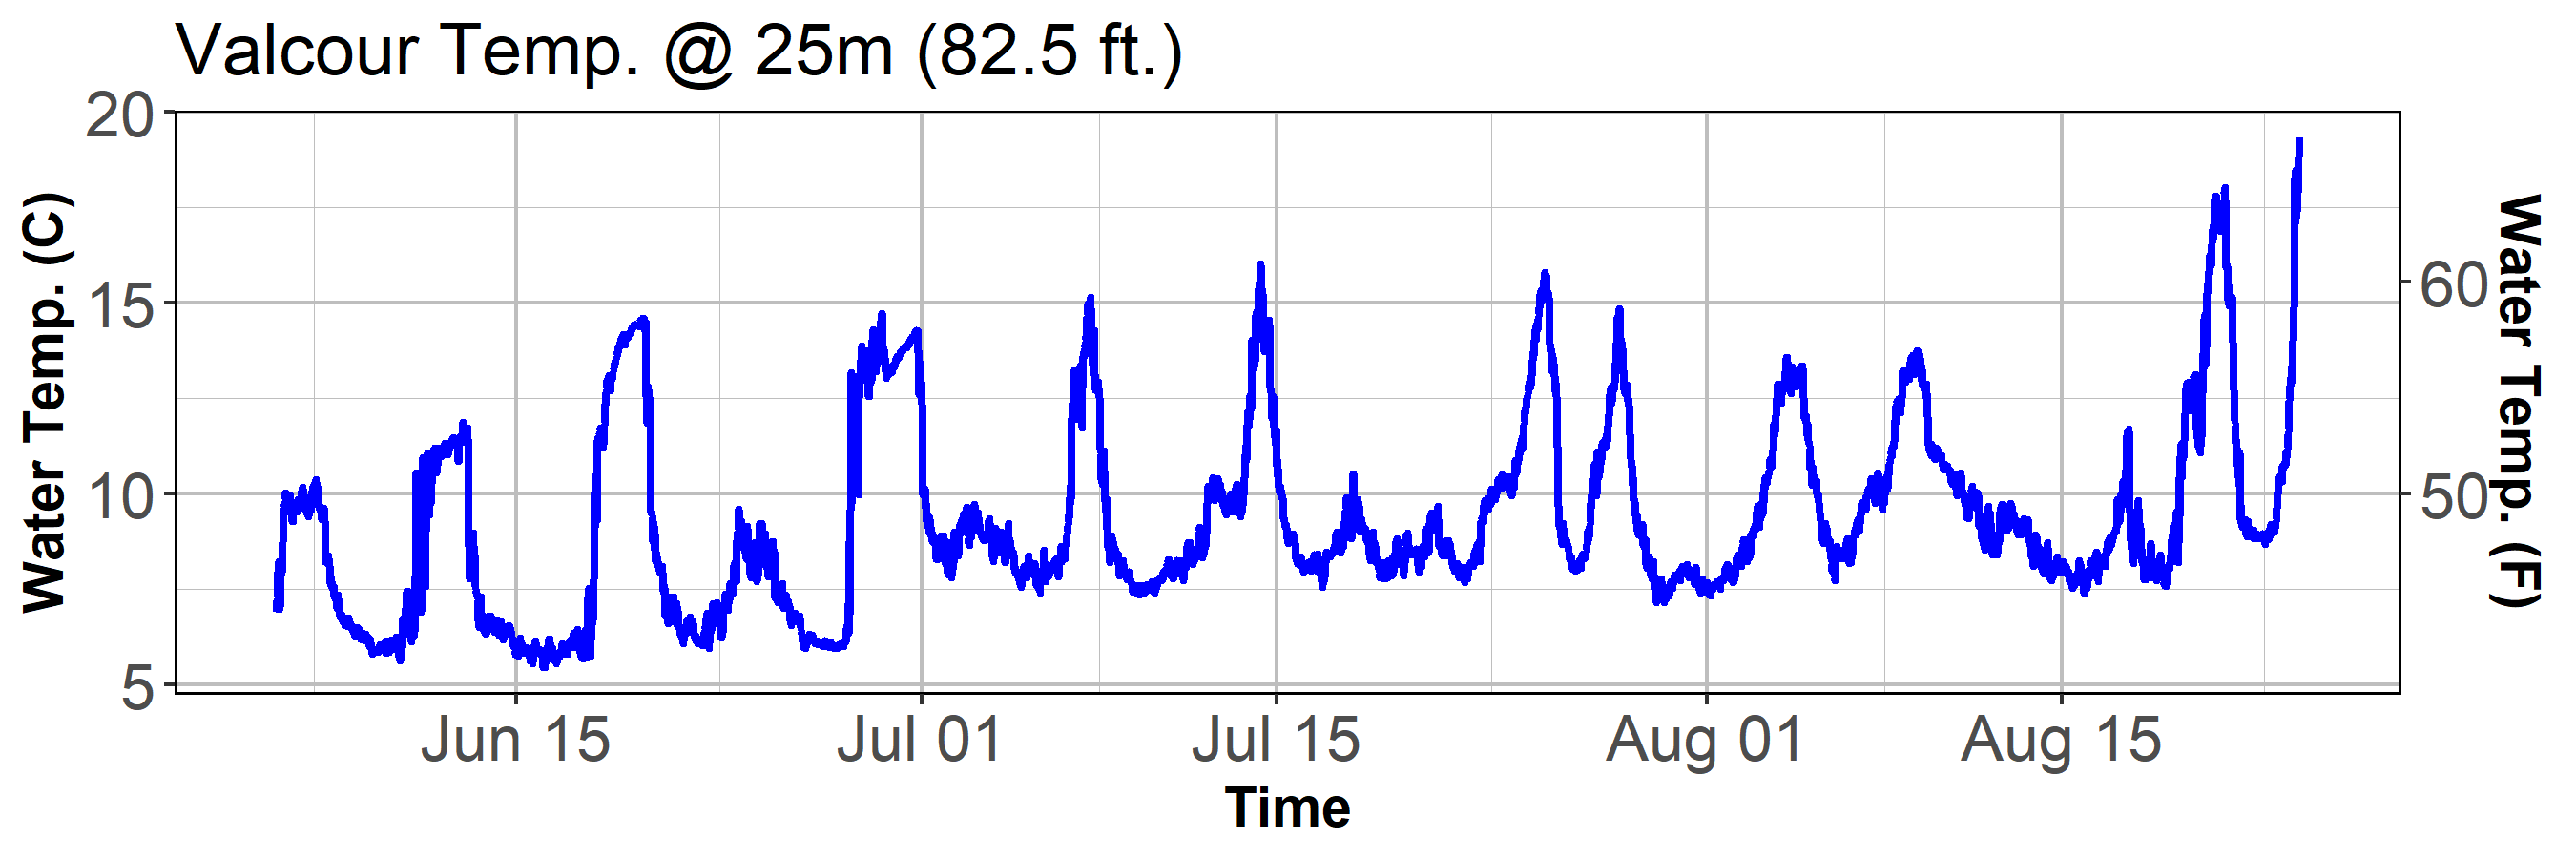 Valcour Temp. @ 25m (82.5 ft.)
20
15
10
5
Water Temp. (C)
60
50
Water Temp. (F)
Jun 15
Jul 01
Jul 15
Aug 01
Aug 15
Time